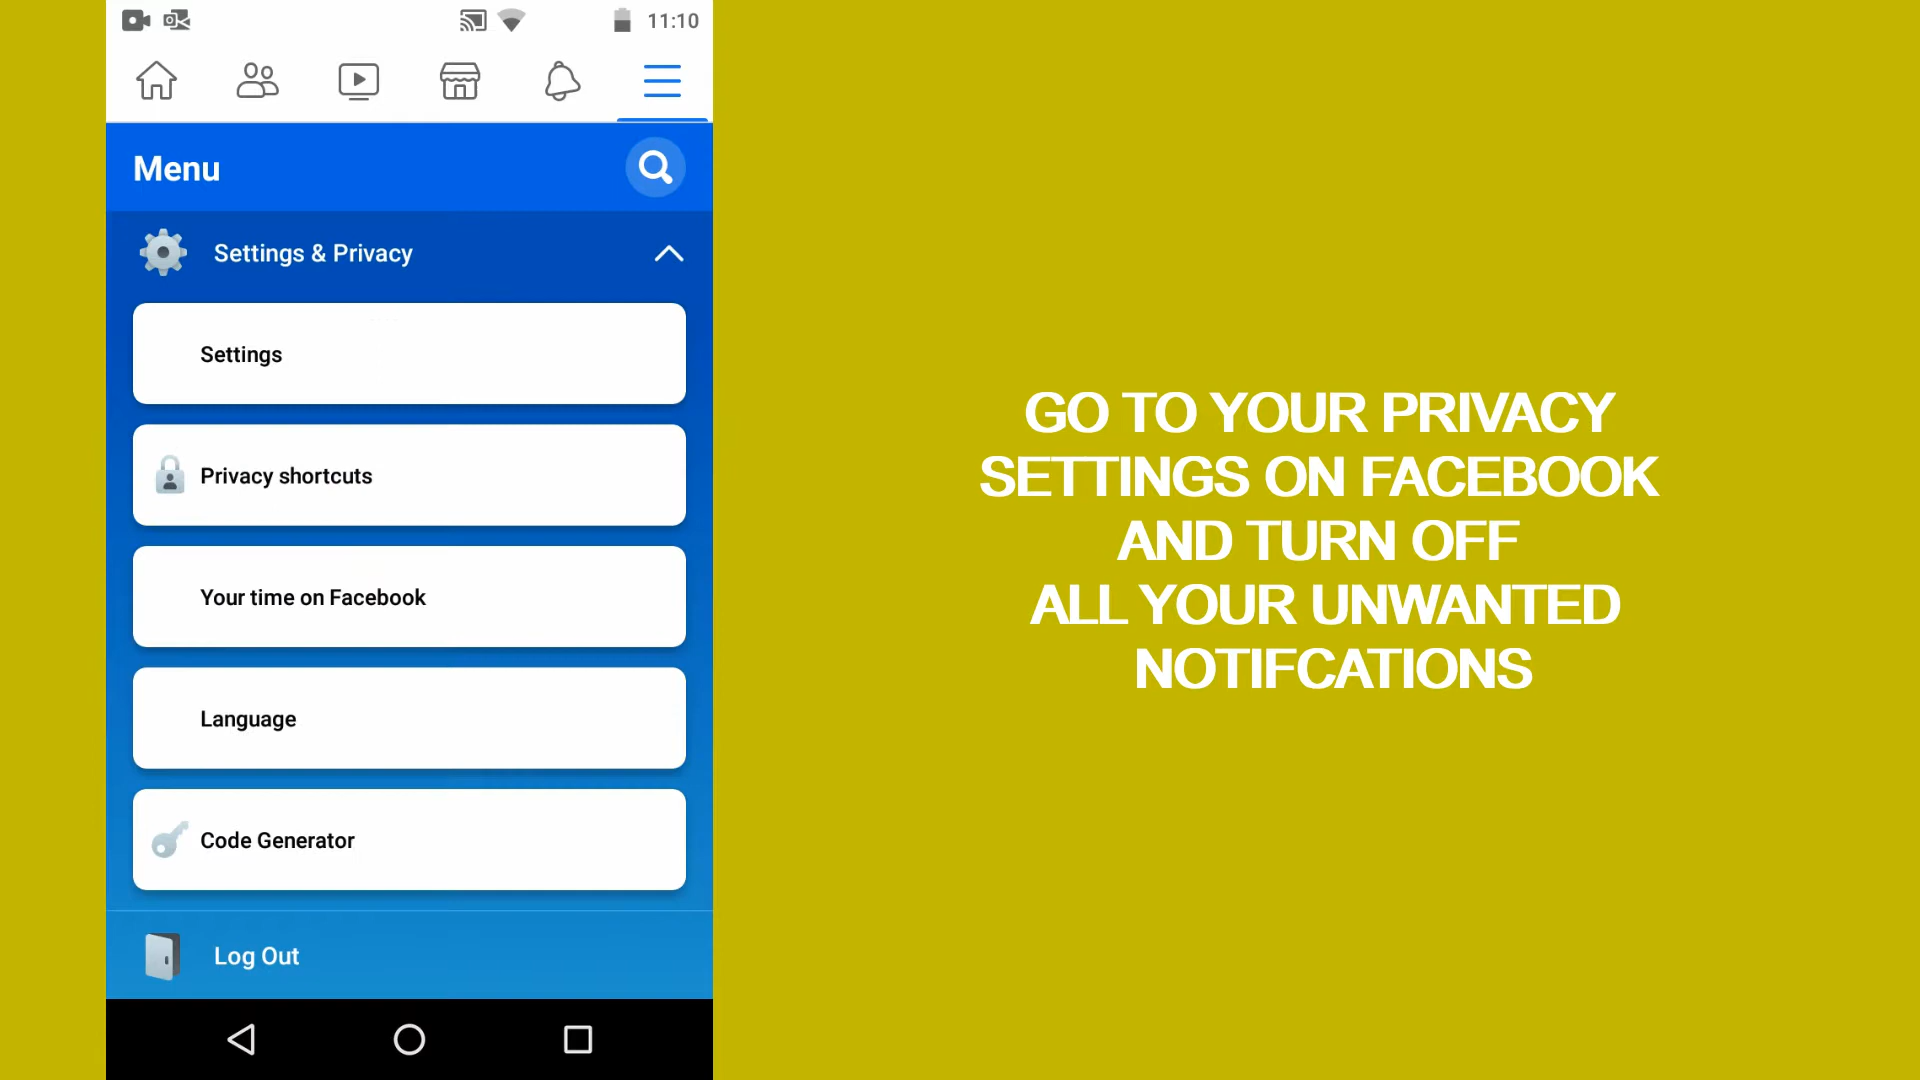 11:10
Menu
Settings & Privacy
Settings
Privacy shortcuts
Your time on Facebook
Language
Code Generator
Log Out
GO TO YOUR PRIVACY
SETTINGS ON FACEBOOK
AND TURN OFF
ALL YOUR UNWANTED
NOTIFCATIONS